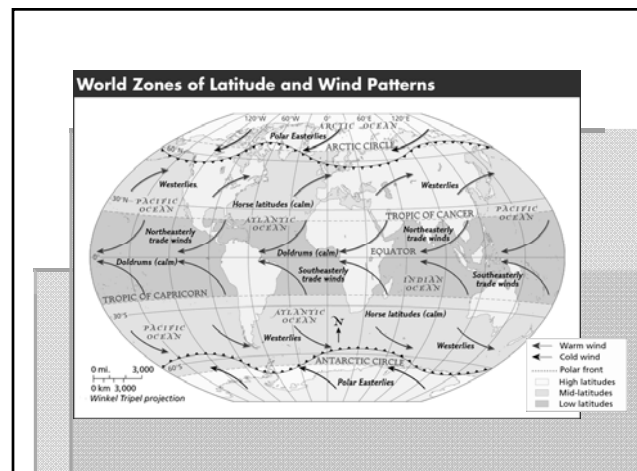 World Zones of Latitude and Wind Patterns
120°W 60°W 0° 60°E 120°E
ARCTIC OCEAN
Polar Easterlies
ARCTIC CIRCLE
60°N
Westerlies
Westerlies
30°N
PACIFIC
OCEAN
Horse latitudes (calm)
PACIFIC
OCEAN
ATLANTIC
OCEAN
TROPIC OF CANCER
Northeasterly
trade winds
Northeasterly
trade winds
0°
Doldrums (calm)
Doldrums (calm)
EQUATOR
Southeasterly
trade winds
INDIAN
OCEAN
Southeasterly
trade winds
TROPIC OF CAPRICORN
30°S
ATLANTIC
OCEAN
Horse latitudes (calm)
PACIFIC
OCEAN
N
Westerlies
Westerlies
60°S
ANTARCTIC CIRCLE
Polar Easterlies
0 mi. 3,000
0 km 3,000
Winkel Tripel projection
Warm wind
Cold wind
Polar front
High latitudes
Mid-latitudes
Low latitudes